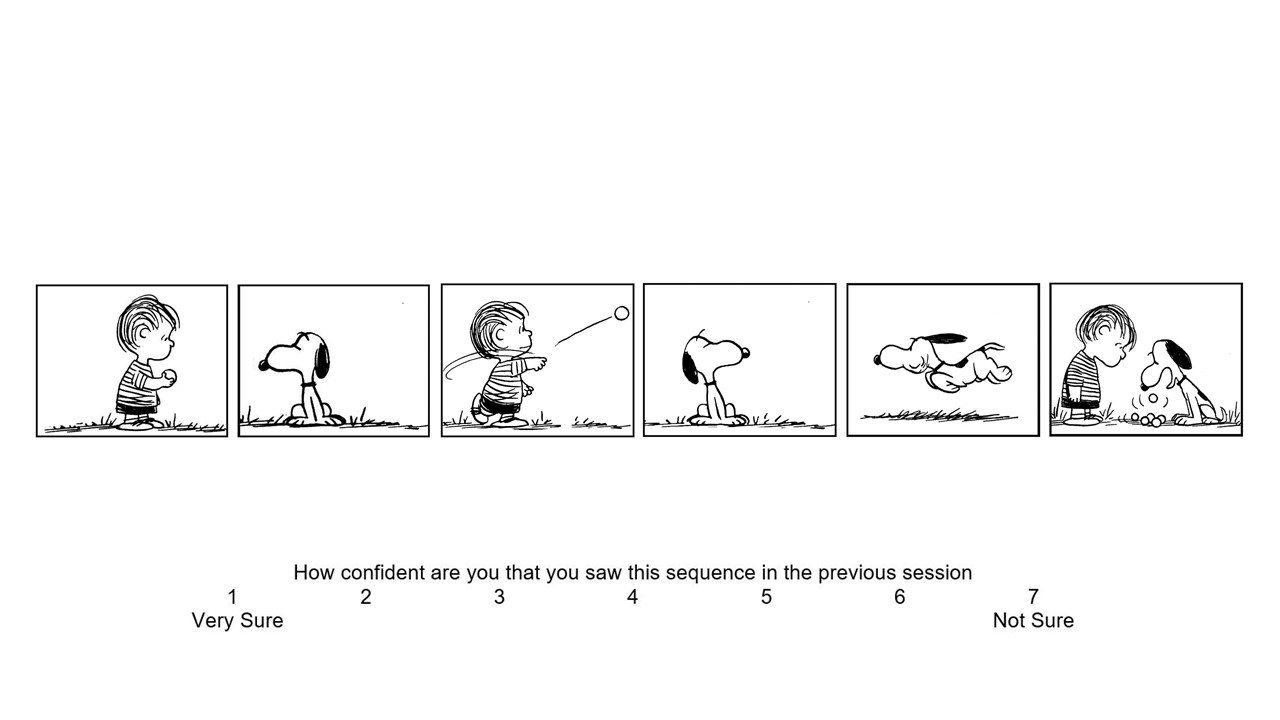 How confident are you that you saw this sequence in the previous session
1 2 3 4 5 6 7
Very Sure Not Sure